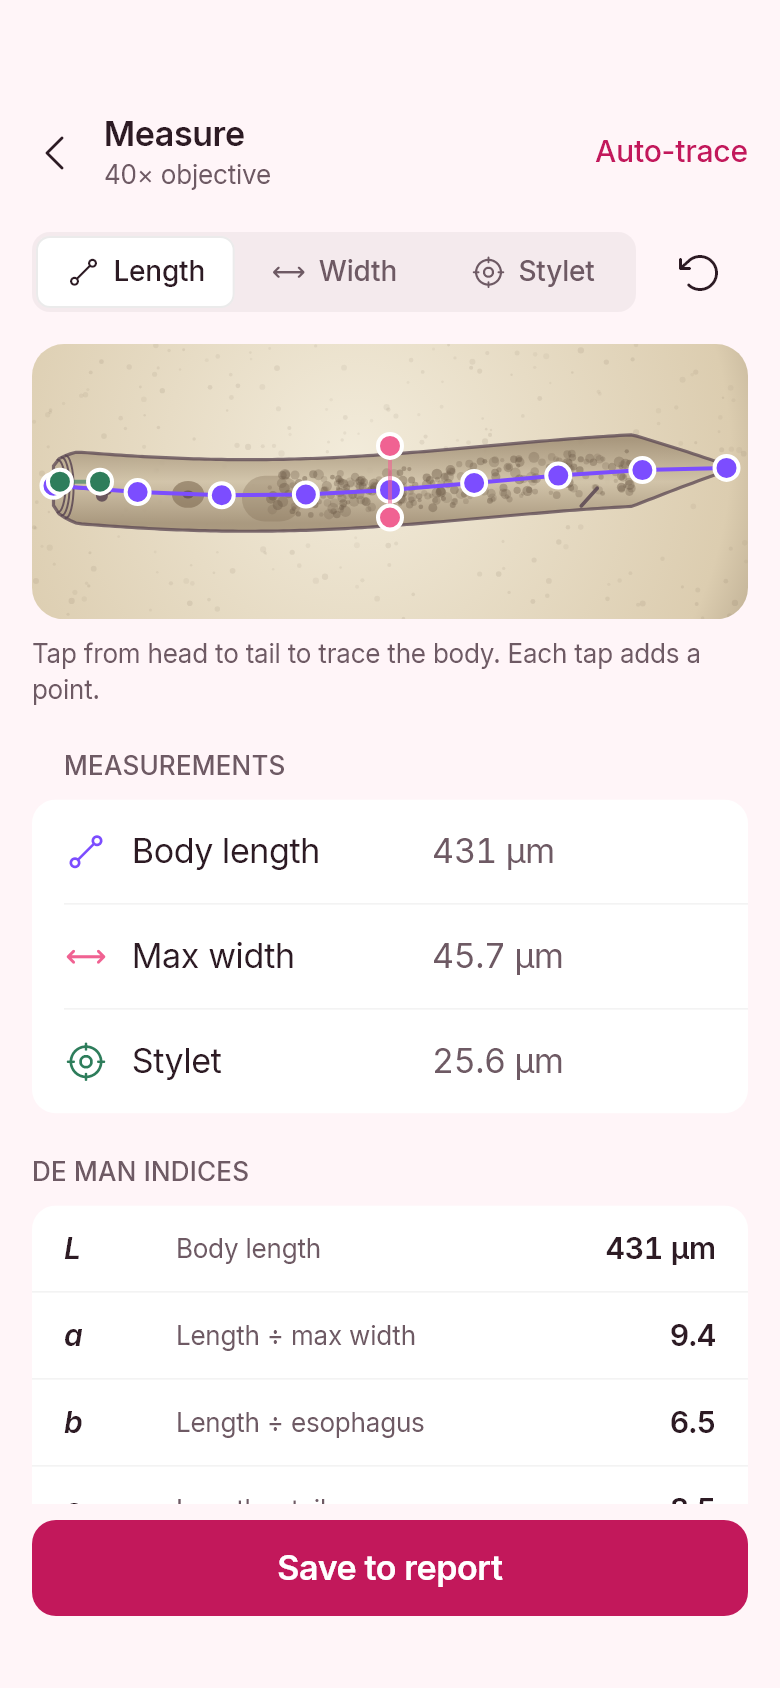 Measure
40× objective
Auto-trace
Length
Width
Stylet
Tap from head to tail to trace the body. Each tap adds a
point.
MEASUREMENTS
Body length 431 µm
Max width 45.7 µm
Stylet 25.6 µm
DE MAN INDICES
L Body length 431 µm
a Length ÷ max width 9.4
b Length ÷ esophagus 6.5
Save to report